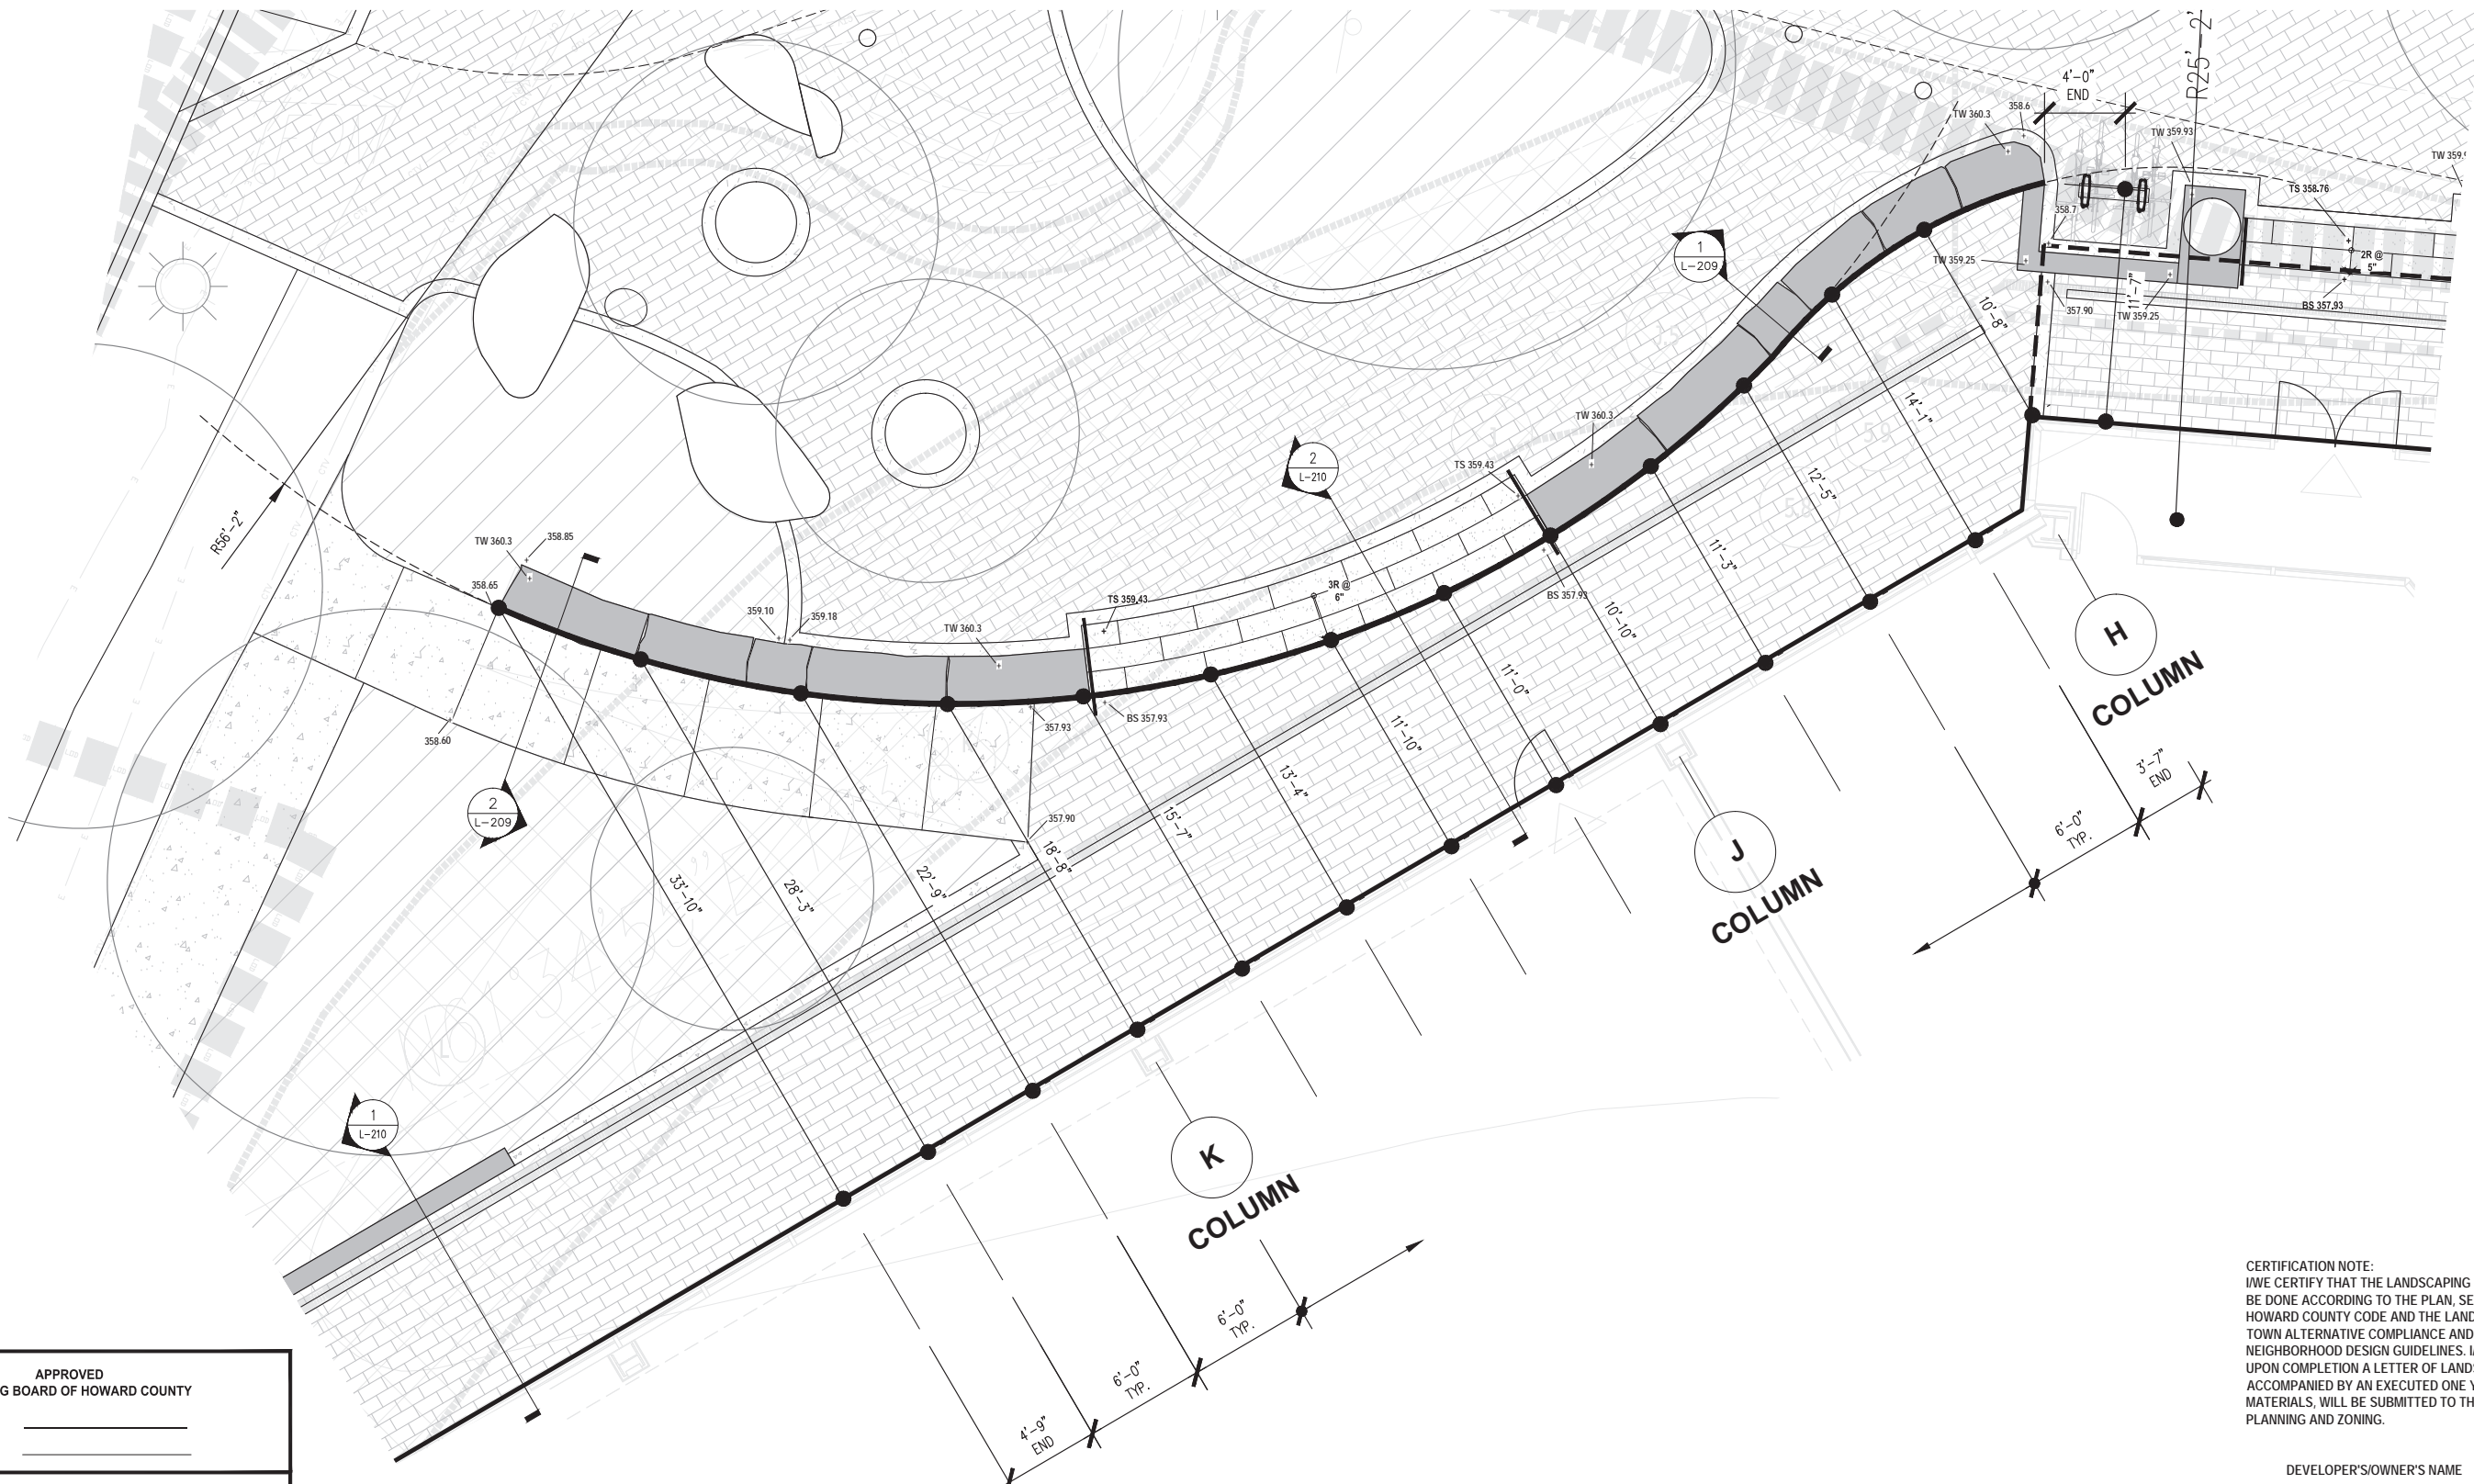 4'-0"
END
R25'-2"
TW 360.3
358.6
TW 359.93
TS 358.76
358.7
2R @
5"
TW 359.25
1
L-209
10'-8"
357.90
11'-7"
TW 359.25
BS 357.93
14'-1"
TW 360.3
2
L-210
TS 359.43
12'-5"
R56'-2"
TW 360.3
358.85
358.65
11'-3"
3R @
6"
BS 357.93
10'-10"
TS 359.43
359.10
359.18
TW 360.3
H
COLUMN
11'-0"
BS 357.93
357.93
358.60
11'-10"
13'-4"
3'-7"
END
2
L-209
357.90
15'-7"
6'-0"
TYP.
18'-8"
J
COLUMN
22'-9"
28'-3"
33'-10"
1
L-210
K
COLUMN
6'-0"
TYP.
6'-0"
TYP.
4'-9"
END
APPROVED
G BOARD OF HOWARD COUNTY
CERTIFICATION NOTE:
I/WE CERTIFY THAT THE LANDSCAPING
BE DONE ACCORDING TO THE PLAN, SE
HOWARD COUNTY CODE AND THE LAND
TOWN ALTERNATIVE COMPLIANCE AND
NEIGHBORHOOD DESIGN GUIDELINES. I/
UPON COMPLETION A LETTER OF LANDS
ACCOMPANIED BY AN EXECUTED ONE Y
MATERIALS, WILL BE SUBMITTED TO TH
PLANNING AND ZONING.
DEVELOPER'S/OWNER'S NAME